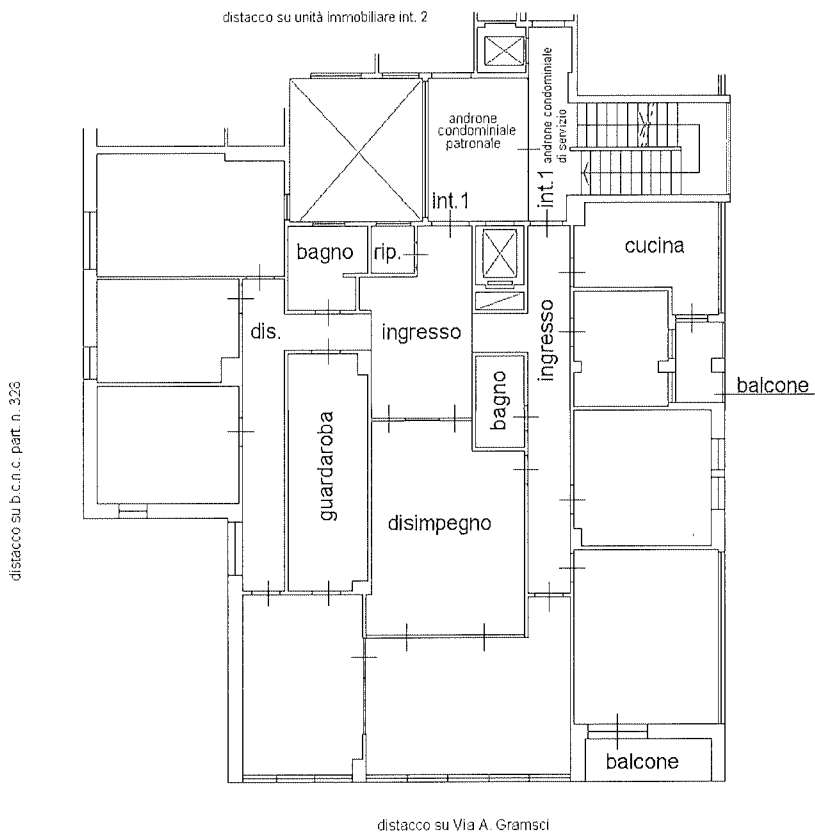 distacco su unità immobiliare int. 2
androne
condominiale
patronale
androne condominiale
di servizio
int.1
int.1
cucina
bagno
rip.
dis.
ingresso
ingresso
balcone
bagno
guardaroba
disimpegno
distacco su b.c.n.c. part. n. 328
balcone
distacco su Via A. Gramsci